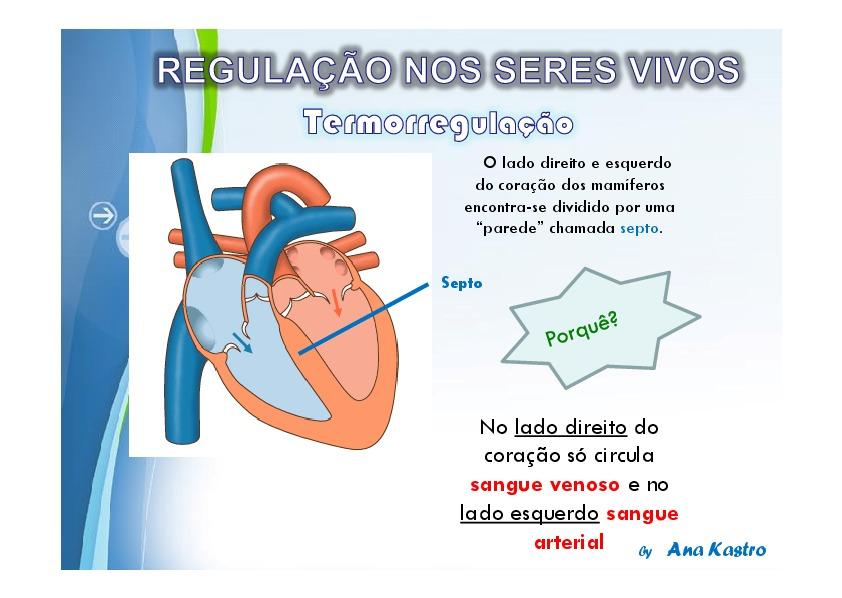 REGULAÇÃO NOS SERES VIVOS
Termorregulação
O lado direito e esquerdo
do coração dos mamíferos
encontra-se dividido por uma
“parede” chamada septo.
Septo
Porquê?
No lado direito do
coração só circula
sangue venoso e no
lado esquerdo sangue
arterial
By Ana Kastro